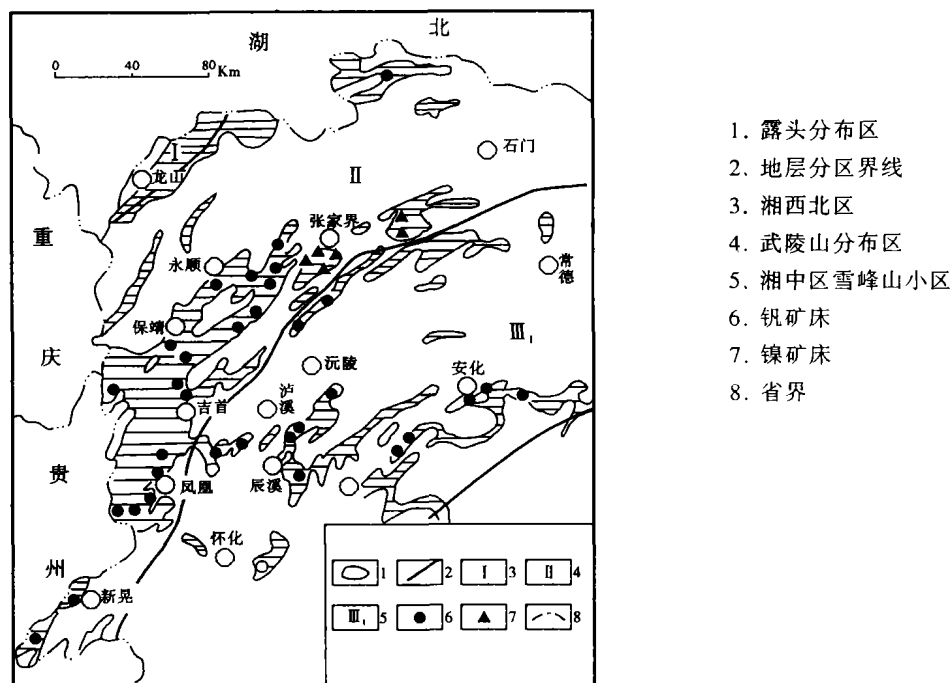 湖 北
0 40 80 Km
石门
I
龙山
II
重
张家界
永顺
常德
保靖
III₁
庆
沅陵
安化
吉首
泸溪
贵
凤凰
辰溪
怀化
州
新晃
1 2 I 3 II 4
III₁ 5 6 7 8
1. 露头分布区
2. 地层分区界线
3. 湘西北区
4. 武陵山分布区
5. 湘中区雪峰山小区
6. 钒矿床
7. 镍矿床
8. 省界